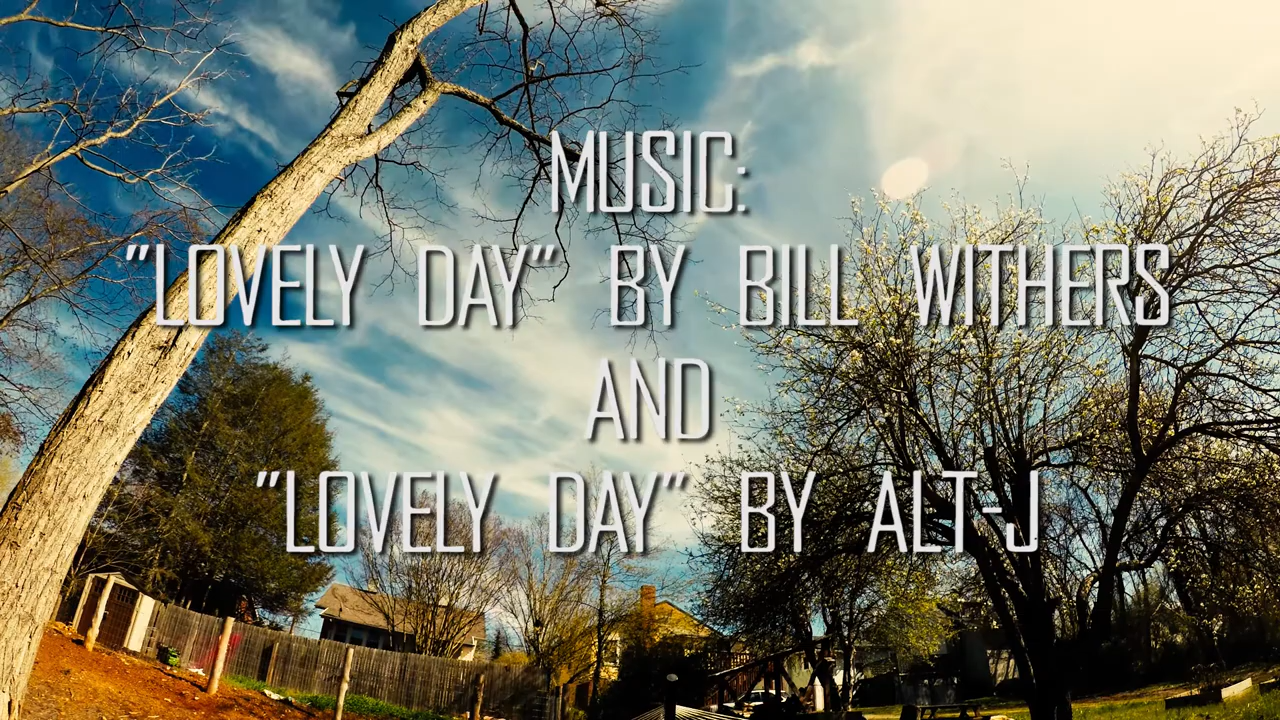 MUSIC:
"LOVELY DAY" BY BILL WITHERS
AND
"LOVELY DAY" BY ALT-J